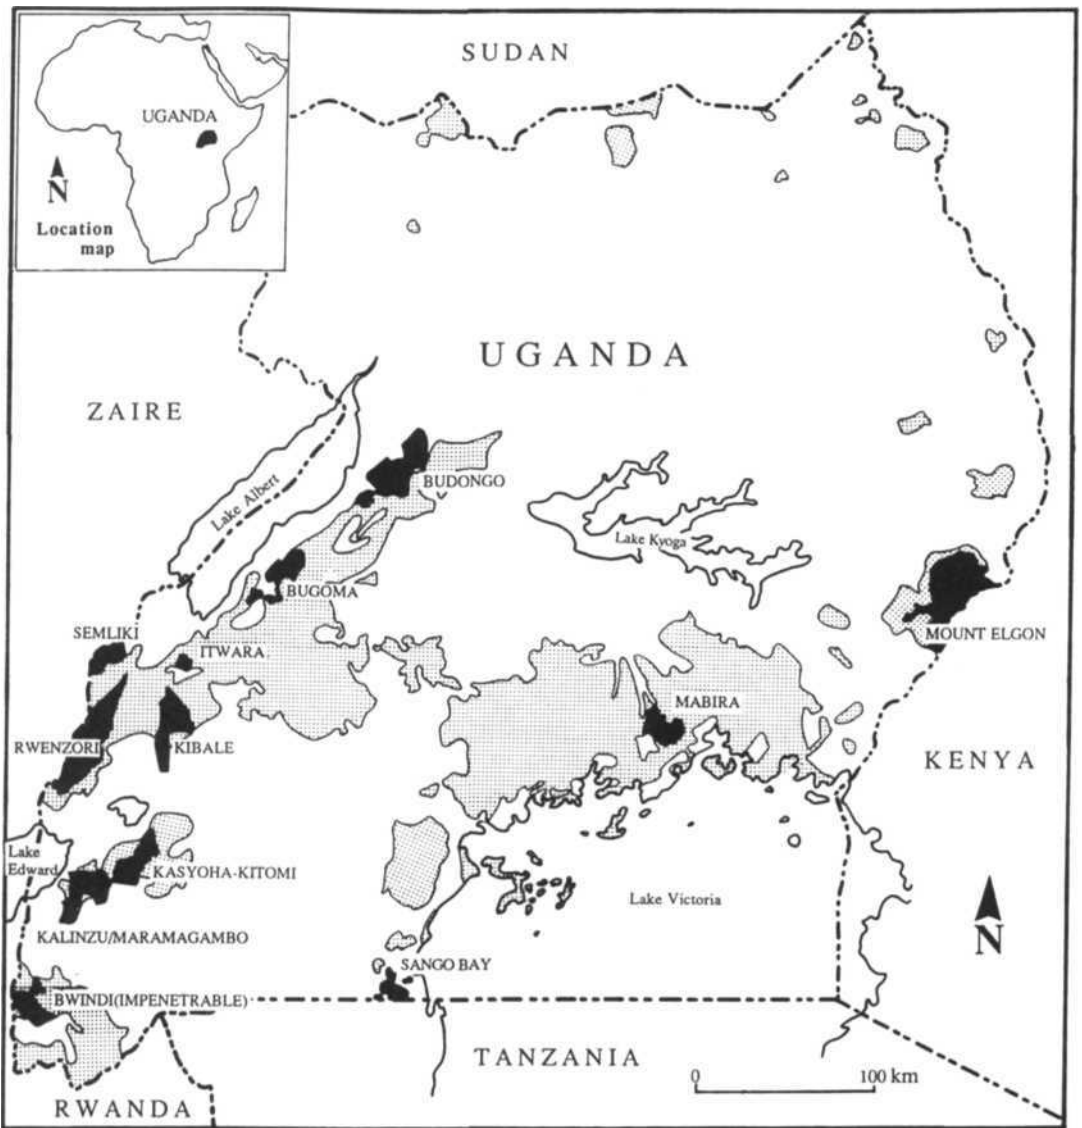 SUDAN
UGANDA
N
Location
map
UGANDA
ZAIRE
Lake Albert
BUDONGO
Lake Kyoga
BUGOMA
SEMLIKI
ITWARA
MOUNT ELGON
MABIRA
RWENZORI
KIBALE
KENYA
Lake
Edward
KASYOHA-KITOMI
Lake Victoria
KALINZU/MARAMAGAMBO
N
SANGO BAY
BWINDI(IMPENETRABLE)
TANZANIA
0 100 km
RWANDA